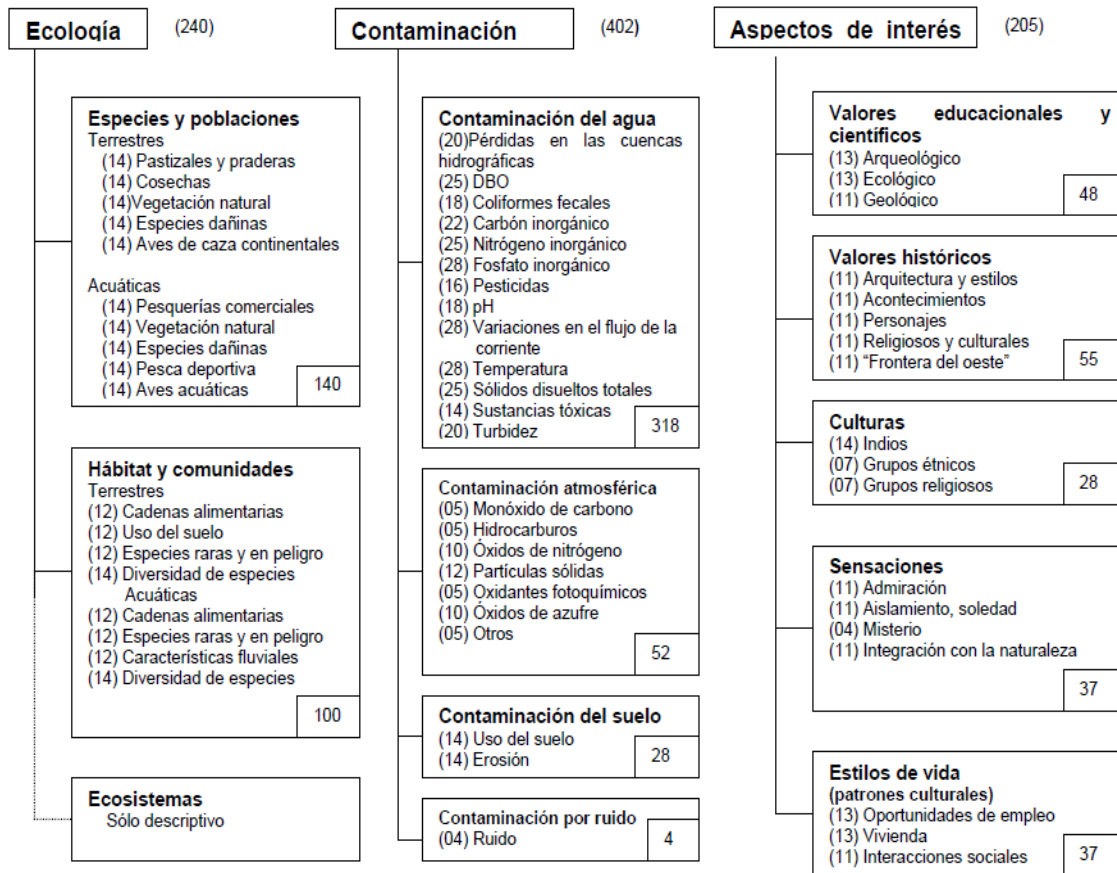 Ecología (240)
Especies y poblaciones
Terrestres
(14) Pastizales y praderas
(14) Cosechas
(14)Vegetación natural
(14) Especies dañinas
(14) Aves de caza continentales
Acuáticas
(14) Pesquerías comerciales
(14) Vegetación natural
(14) Especies dañinas
(14) Pesca deportiva
(14) Aves acuáticas
140
Hábitat y comunidades
Terrestres
(12) Cadenas alimentarias
(12) Uso del suelo
(12) Especies raras y en peligro
(14) Diversidad de especies
Acuáticas
(12) Cadenas alimentarias
(12) Especies raras y en peligro
(12) Características fluviales
(14) Diversidad de especies
100
Ecosistemas
Sólo descriptivo
Contaminación (402)
Contaminación del agua
(20)Pérdidas en las cuencas
hidrográficas
(25) DBO
(18) Coliformes fecales
(22) Carbón inorgánico
(25) Nitrógeno inorgánico
(28) Fosfato inorgánico
(16) Pesticidas
(18) pH
(28) Variaciones en el flujo de la
corriente
(28) Temperatura
(25) Sólidos disueltos totales
(14) Sustancias tóxicas
(20) Turbidez
318
Contaminación atmosférica
(05) Monóxido de carbono
(05) Hidrocarburos
(10) Óxidos de nitrógeno
(12) Partículas sólidas
(05) Oxidantes fotoquímicos
(10) Óxidos de azufre
(05) Otros
52
Contaminación del suelo
(14) Uso del suelo
(14) Erosión
28
Contaminación por ruido
(04) Ruido
4
Aspectos de interés (205)
Valores educacionales y
científicos
(13) Arqueológico
(13) Ecológico
(11) Geológico
48
Valores históricos
(11) Arquitectura y estilos
(11) Acontecimientos
(11) Personajes
(11) Religiosos y culturales
(11) “Frontera del oeste”
55
Culturas
(14) Indios
(07) Grupos étnicos
(07) Grupos religiosos
28
Sensaciones
(11) Admiración
(11) Aislamiento, soledad
(04) Misterio
(11) Integración con la naturaleza
37
Estilos de vida
(patrones culturales)
(13) Oportunidades de empleo
(13) Vivienda
(11) Interacciones sociales
37